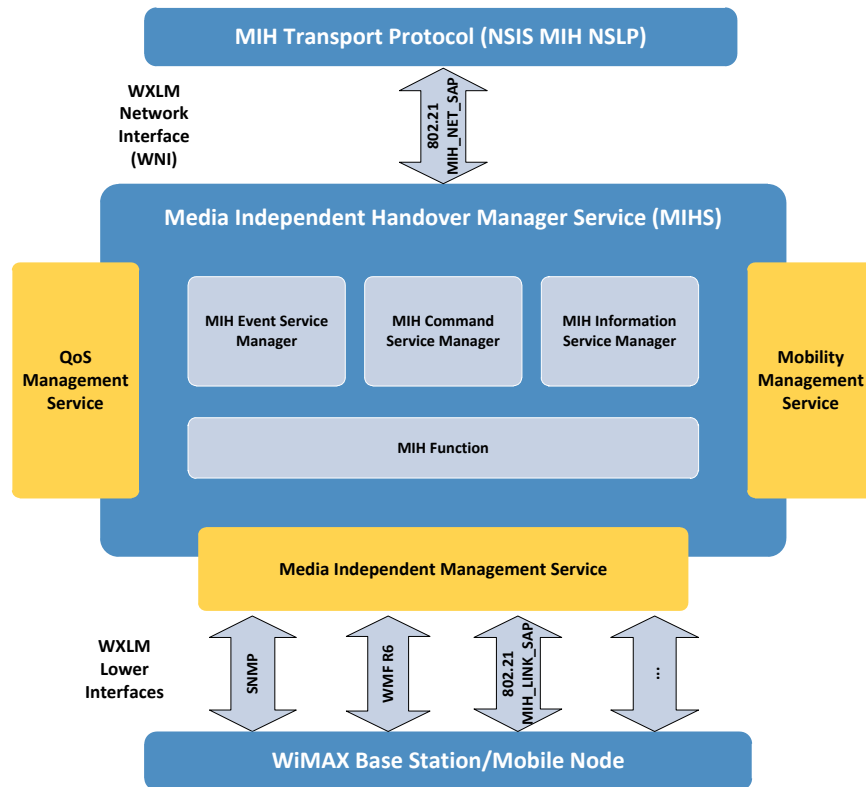 MIH Transport Protocol (NSIS MIH NSLP)
WXLM
Network
Interface
(WNI)
802.21
MIH_NET_SAP
Media Independent Handover Manager Service (MIHS)
MIH Event Service
Manager
MIH Command
Service Manager
MIH Information
Service Manager
QoS
Management
Service
Mobility
Management
Service
MIH Function
Media Independent Management Service
WXLM
Lower
Interfaces
SNMP
WMF R6
802.21
MIH_LINK_SAP
...
WiMAX Base Station/Mobile Node